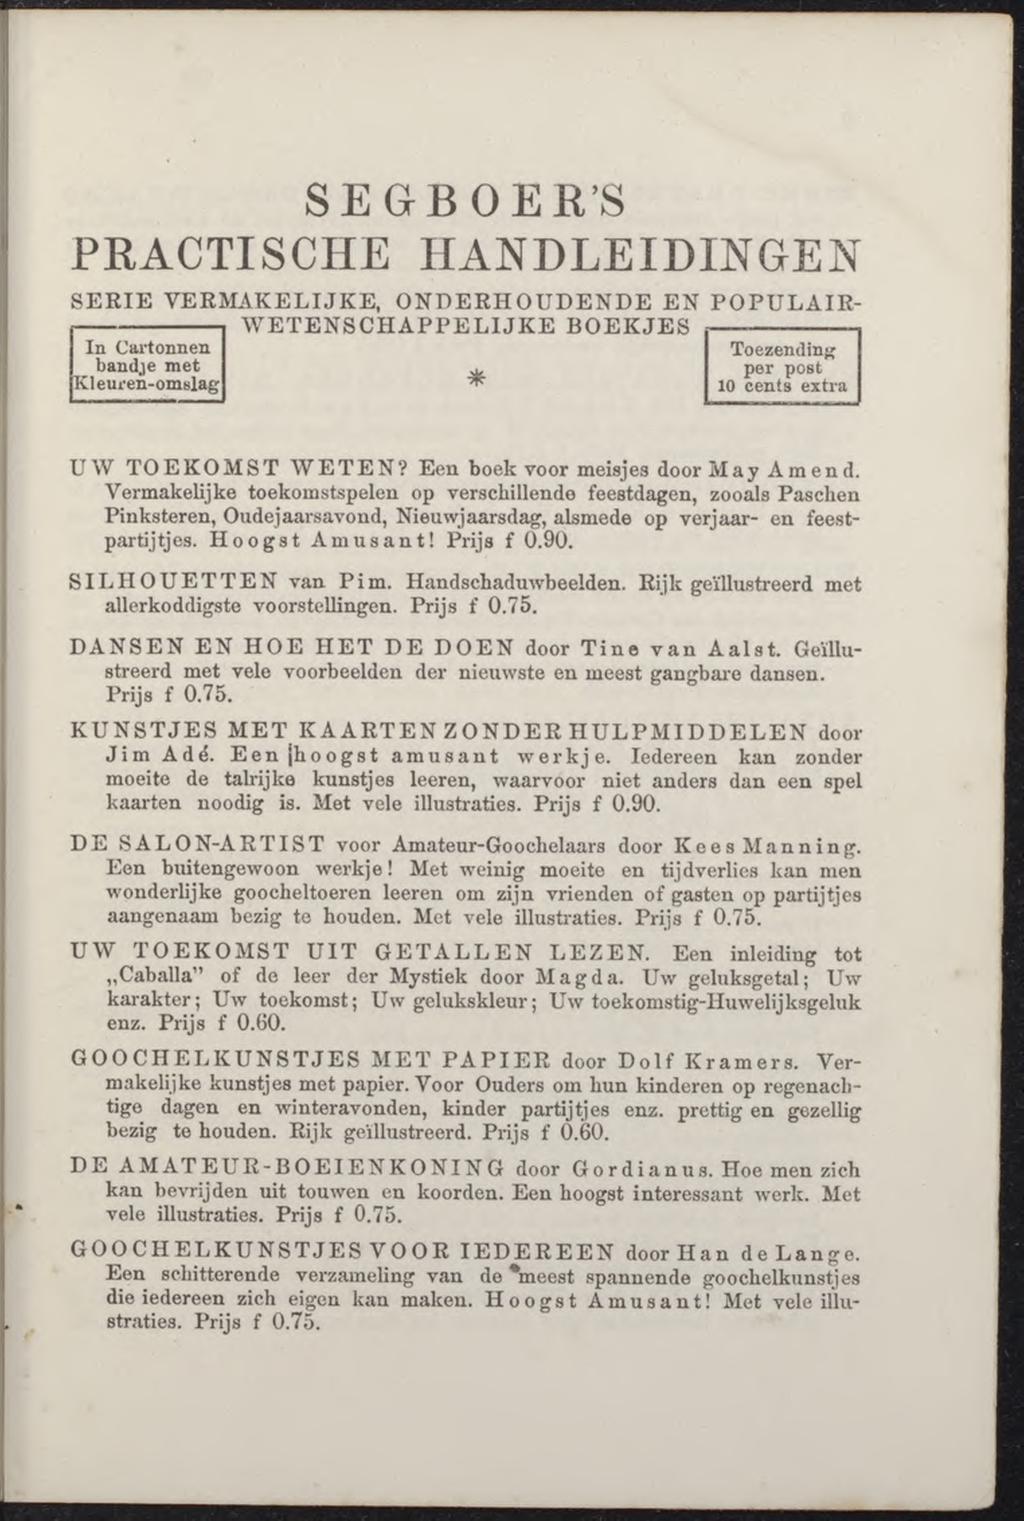 SEGBOER'S
PRACTISCHE HANDLEIDINGEN
SERIE VERMAKELIJKE, ONDERHOUDENDE EN POPULAIR-
WETENSCHAPPELIJKE BOEKJES
In Cartonnen
bandje met
Kleuren-omslag
*
Toezending
per post
10 cents extra
UW TOEKOMST WETEN? Een boek voor meisjes door May Amend.
Vermakelijke toekomstspelen op verschillende feestdagen, zooals Paschen
Pinksteren, Oudejaarsavond, Nieuwjaarsdag, alsmede op verjaar- en feest-
partijtjes. Hoogst Amusant! Prijs f 0.90.
SILHOUETTEN van Pim. Handschaduwbeelden. Rijk geïllustreerd met
allerkoddigste voorstellingen. Prijs f 0.75.
DANSEN EN HOE HET DE DOEN door Tine van Aalst. Geïllu-
streerd met vele voorbeelden der nieuwste en meest gangbare dansen.
Prijs f 0.75.
KUNSTJES MET KAARTEN ZONDER HULPMIDDELEN door
Jim Adé. Een hoogst amusant werkje. Iedereen kan zonder
moeite de talrijke kunstjes leeren, waarvoor niet anders dan een spel
kaarten noodig is. Met vele illustraties. Prijs f 0.90.
DE SALON-ARTIST voor Amateur-Goochelaars door Kees Manning.
Een buitengewoon werkje! Met weinig moeite en tijdverlies kan men
wonderlijke goocheltoeren leeren om zijn vrienden of gasten op partijtjes
aangenaam bezig te houden. Met vele illustraties. Prijs f 0.75.
UW TOEKOMST UIT GETALLEN LEZEN. Een inleiding tot
„Caballa” of de leer der Mystiek door Magda. Uw geluksgetal; Uw
karakter; Uw toekomst; Uw gelukskleur; Uw toekomstig-Huwelijksgeluk
enz. Prijs f 0.60.
GOOCHELKUNSTJES MET PAPIER door Dolf Kramers. Ver-
makelijke kunstjes met papier. Voor Ouders om hun kinderen op regenach-
tige dagen en winteravonden, kinder partijtjes enz. prettig en gezellig
bezig te houden. Rijk geïllustreerd. Prijs f 0.60.
DE AMATEUR-BOEIENKONING door Gordianus. Hoe men zich
kan bevrijden uit touwen en koorden. Een hoogst interessant werk. Met
vele illustraties. Prijs f 0.75.
GOOCHELKUNSTJES VOOR IEDEREEN door Han de Lange.
Een schitterende verzameling van de meest spannende goochelkunstjes
die iedereen zich eigen kan maken. Hoogst Amusant! Met vele illu-
straties. Prijs f 0.75.